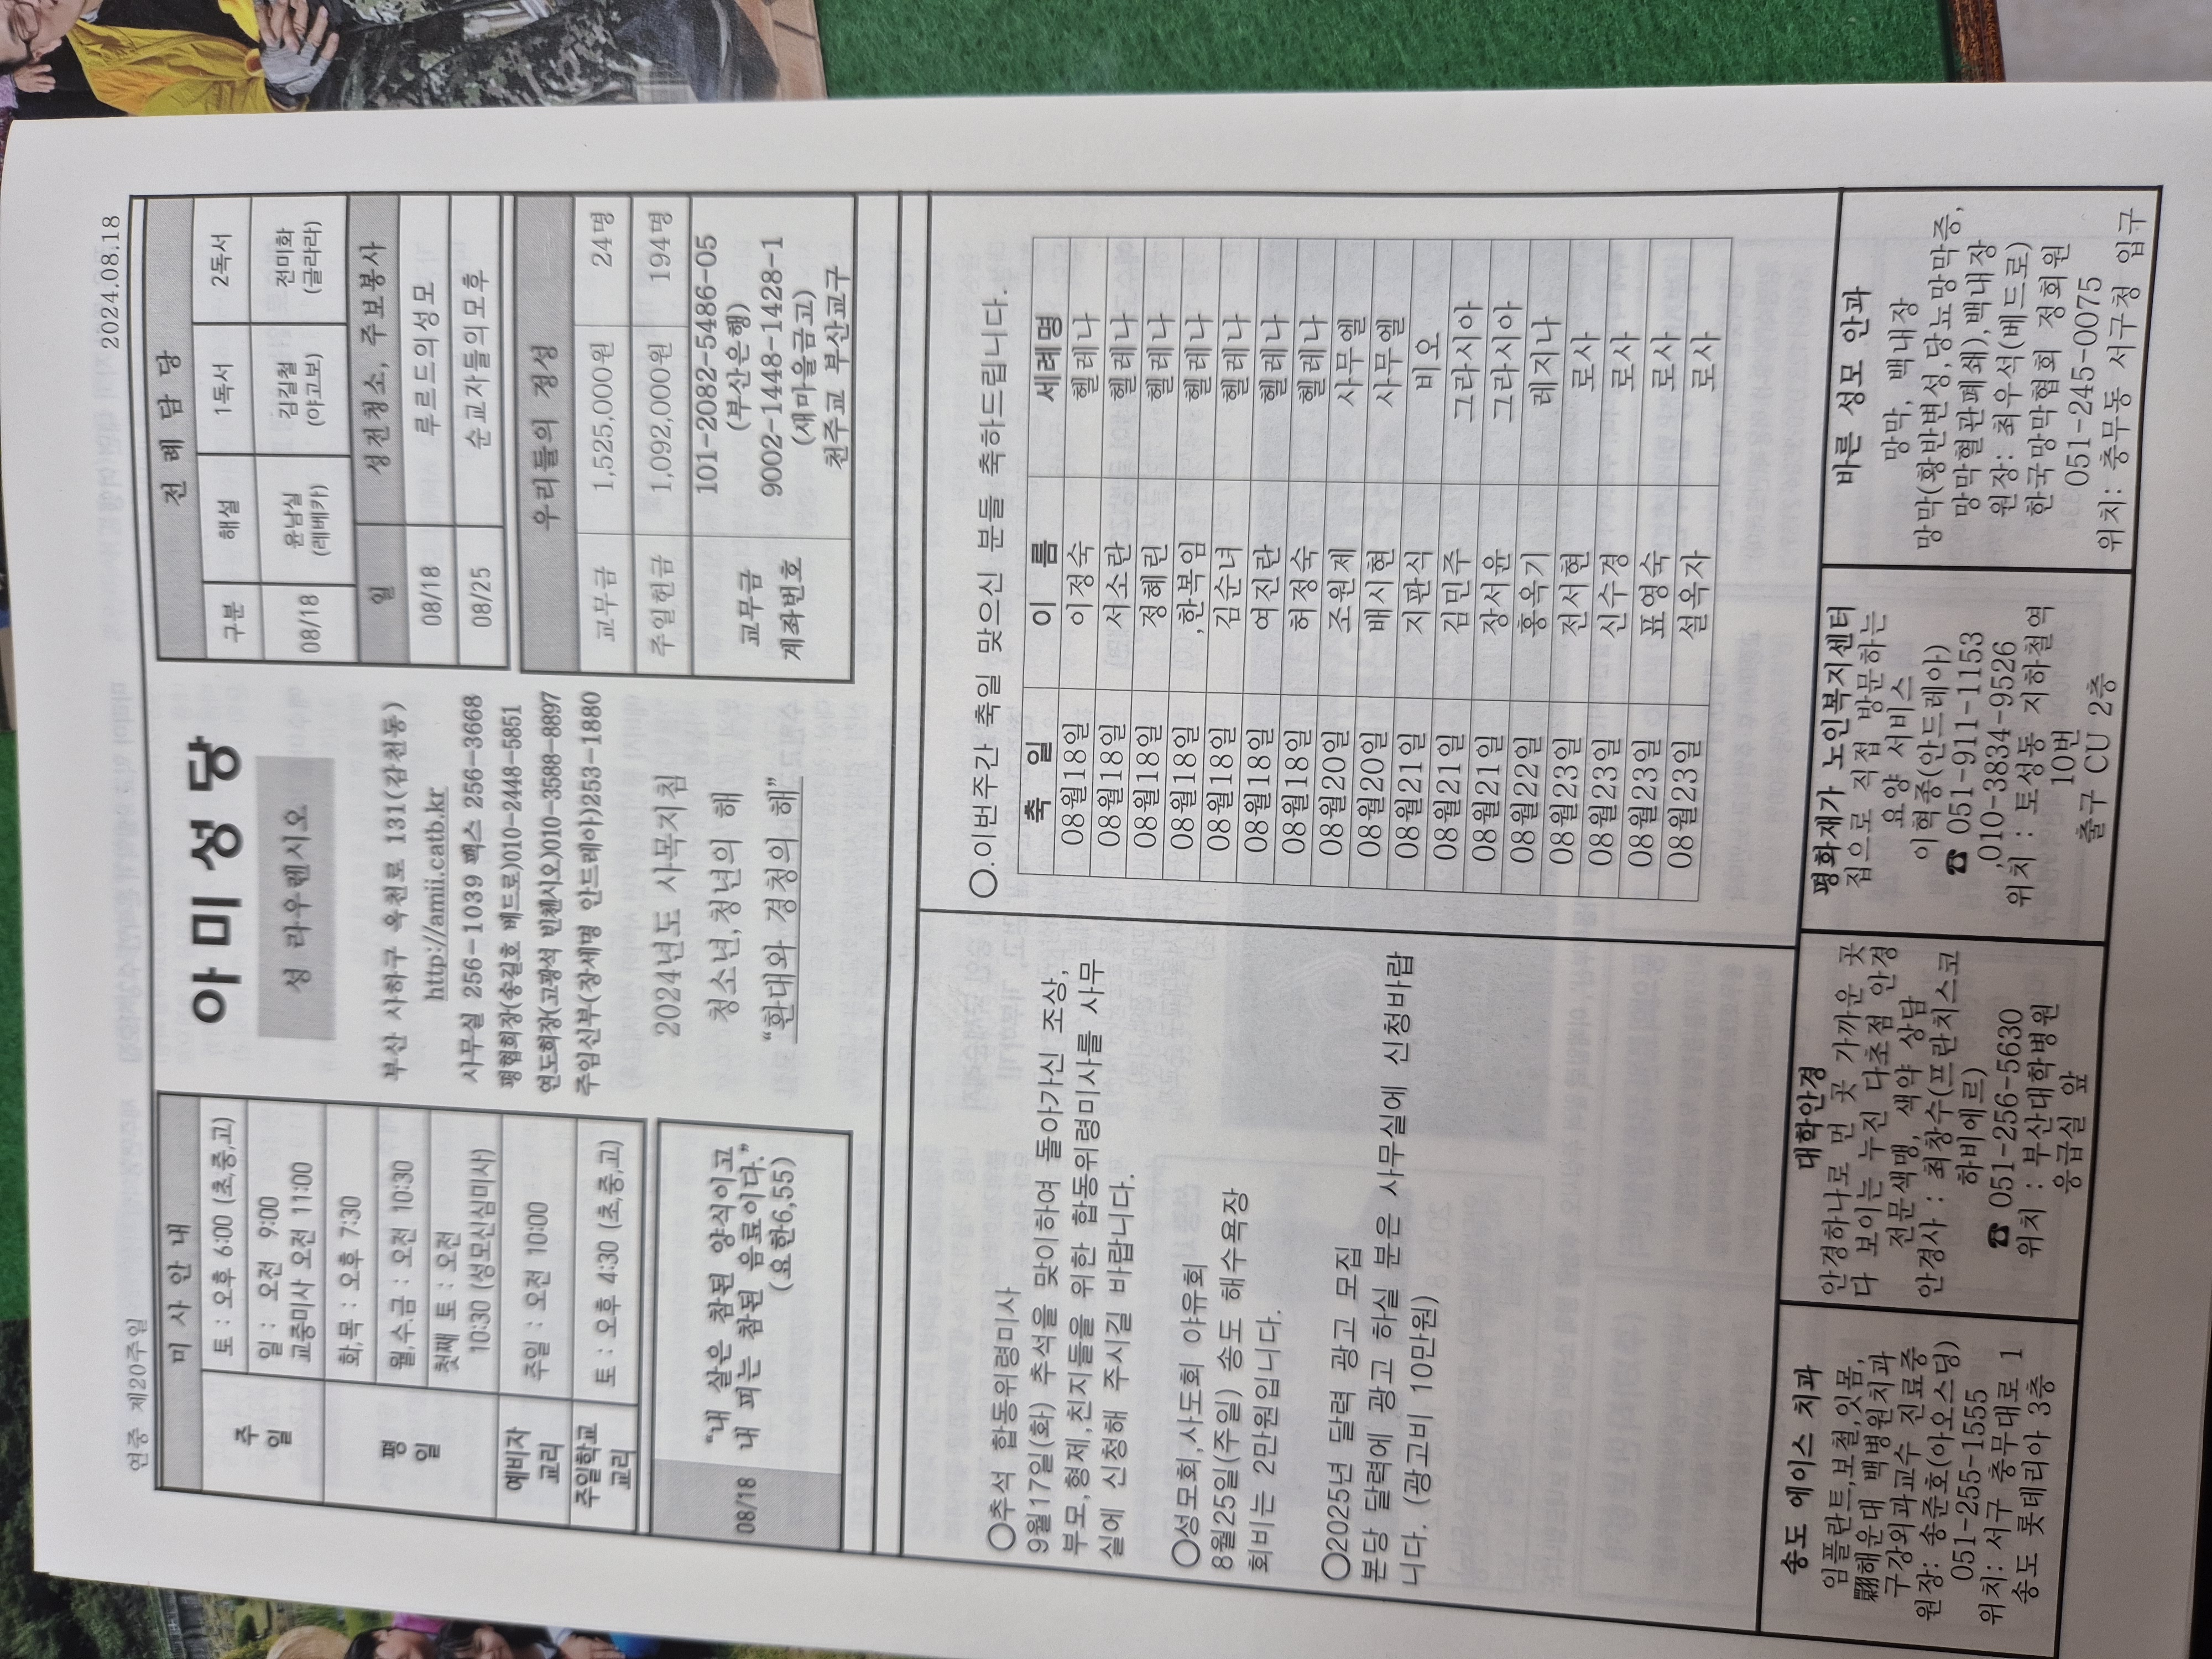 연중 제20주일
2024.08.18
미 사 안 내
주
일
토 : 오후 6:00 (초,중,고)
일 : 오전 9:00
교중미사 오전 11:00
평
일
화,목 : 오후 7:30
월,수,금 : 오전 10:30
첫째 토 : 오전
10:30 (성모신심미사)
예비자
교리
주일 : 오전 10:00
주일학교
교리
토 : 오후 4:30 (초,중,고)
08/18
“내 살은 참된 양식이고
내 피는 참된 음료이다.”
(요한6,55)
아 미 성 당
성 라우렌시오
부산 사하구 옥천로 131(감천동)
http://amii.catb.kr
사무실 256-1039 팩스 256-3668
평협회장(송길호 베드로)010-2448-5851
연도회장(고광석 빈첸시오)010-3588-8897
주임신부(장세명 안드레아)253-1880
2024년도 사목지침
청소년,청년의 해
“환대와 경청의 해”
전 례 담 당
구분 해설 1독서 2독서
08/18
윤남실
(레베카)
김길철
(야고보)
전미화
(글라라)
일 성전청소, 주보봉사
08/18 루르드의성모
08/25 순교자들의모후
우리들의 정성
교무금 1,525,000원 24명
주일헌금 1,092,000원 194명
교무금
계좌번호
101-2082-5486-05
(부산은행)
9002-1448-1428-1
(새마을금고)
천주교 부산교구
○추석 합동위령미사
9월17일(화) 추석을 맞이하여 돌아가신 조상,
부모,형제,친지들을 위한 합동위령미사를 사무
실에 신청해 주시길 바랍니다.
○성모회,사도회 야유회
8월25일(주일) 송도 해수욕장
회비는 2만원입니다.
○2025년 달력 광고 모집
본당 달력에 광고 하실 분은 사무실에 신청바랍
니다. (광고비 10만원)
○.이번주간 축일 맞으신 분들 축하드립니다.
축 일 이 름 세례명
08월18일 이정숙 헬레나
08월18일 서소란 헬레나
08월18일 정혜린 헬레나
08월18일 ,한복임 헬레나
08월18일 김순녀 헬레나
08월18일 여진란 헬레나
08월18일 허정숙 헬레나
08월20일 조원제 사무엘
08월20일 배시현 사무엘
08월21일 지관식 비오
08월21일 김민주 그라시아
08월21일 장서윤 그라시아
08월22일 홍옥기 레지나
08월23일 전서현 로사
08월23일 신수경 로사
08월23일 표영숙 로사
08월23일 설옥자 로사
송도 에이스 치과
임플란트,보철,잇몸,
翺해운대 백병원치과
구강외과교수 진료중
원장: 송준호(아오스딩)
051-255-1555
위치: 서구 충무대로 1
송도 롯데리아 3층
대학안경
안경하나로 먼 곳 가까운 곳
다 보이는 누진 다초점 안경
전문색맹, 색약 상담
안경사 : 최창수(프란치스코
하비에르)
☎ 051-256-5630
위치 : 부산대학병원
응급실 앞
평화재가 노인복지센터
집으로 직접 방문하는
요양 서비스
이혁중(안드레아)
☎ 051-911-1153
,010-3834-9526
위치 : 토성동 지하철역
10번
출구 CU 2층
바른 성모 안과
망막, 백내장
망막(황반변성,당뇨망막증,
망막혈관폐쇄),백내장
원장: 최우석(베드로)
한국망막협회 정회원
051-245-0075
위치: 충무동 서구청 입구